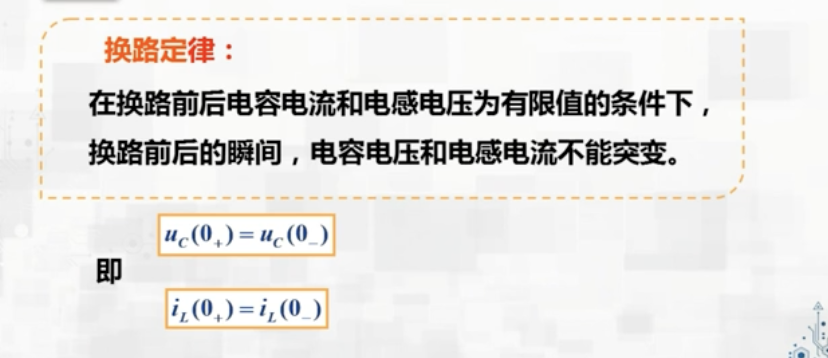 换路定律：
在换路前后电容电流和电感电压为有限值的条件下，
换路前后的瞬间，电容电压和电感电流不能突变。
u_C(0_+) = u_C(0_-)
即
i_L(0_+) = i_L(0_-)